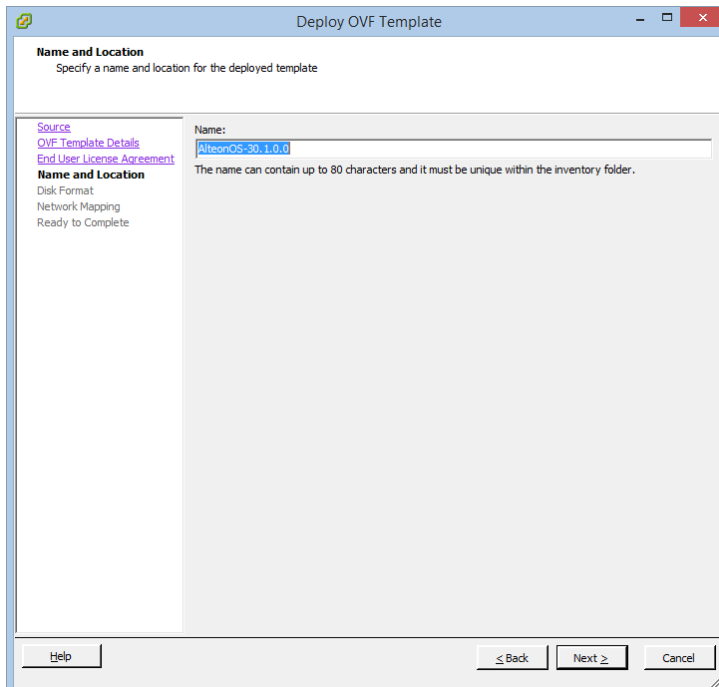 Deploy OVF Template
Name and Location
Specify a name and location for the deployed template
Source
OVF Template Details
End User License Agreement
Name and Location
Disk Format
Network Mapping
Ready to Complete
Name:
AlteonOS-30.1.0.0
The name can contain up to 80 characters and it must be unique within the inventory folder.
Help
< Back
Next >
Cancel